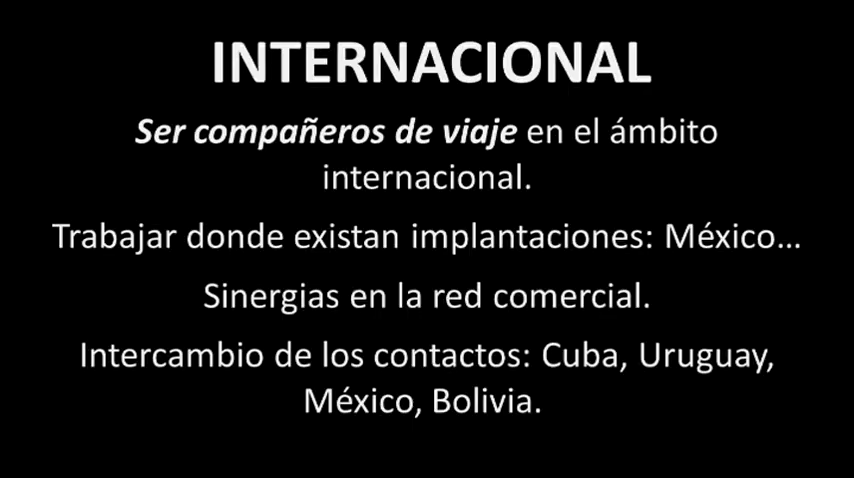 INTERNACIONAL
Ser compañeros de viaje en el ámbito
internacional.
Trabajar donde existan implantaciones: México...
Sinergias en la red comercial.
Intercambio de los contactos: Cuba, Uruguay,
México, Bolivia.